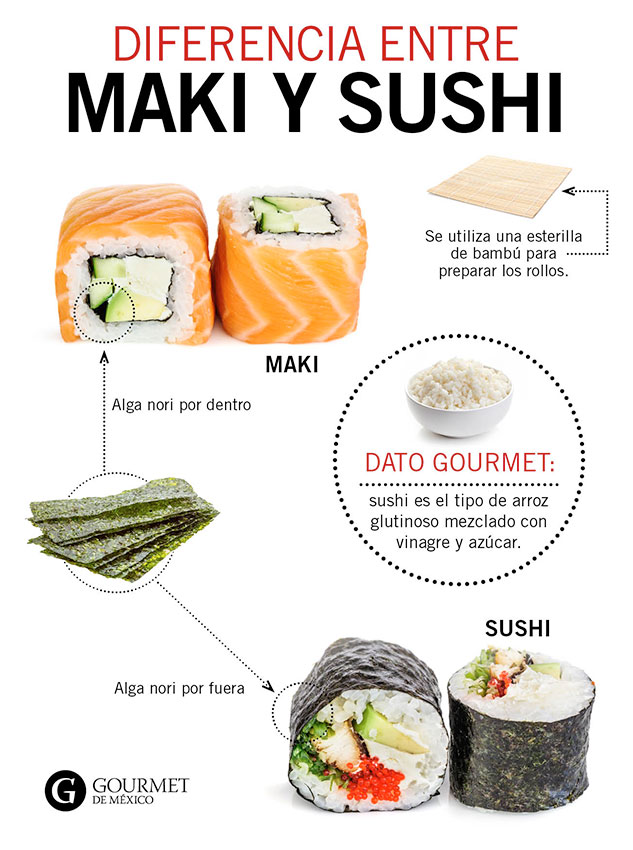 DIFERENCIA ENTRE
MAKI Y SUSHI
Se utiliza una esterilla
de bambú para
preparar los rollos.
MAKI
Alga nori por dentro
DATO GOURMET:
sushi es el tipo de arroz
glutinoso mezclado con
vinagre y azúcar.
SUSHI
Alga nori por fuera
G GOURMET
DE MÉXICO